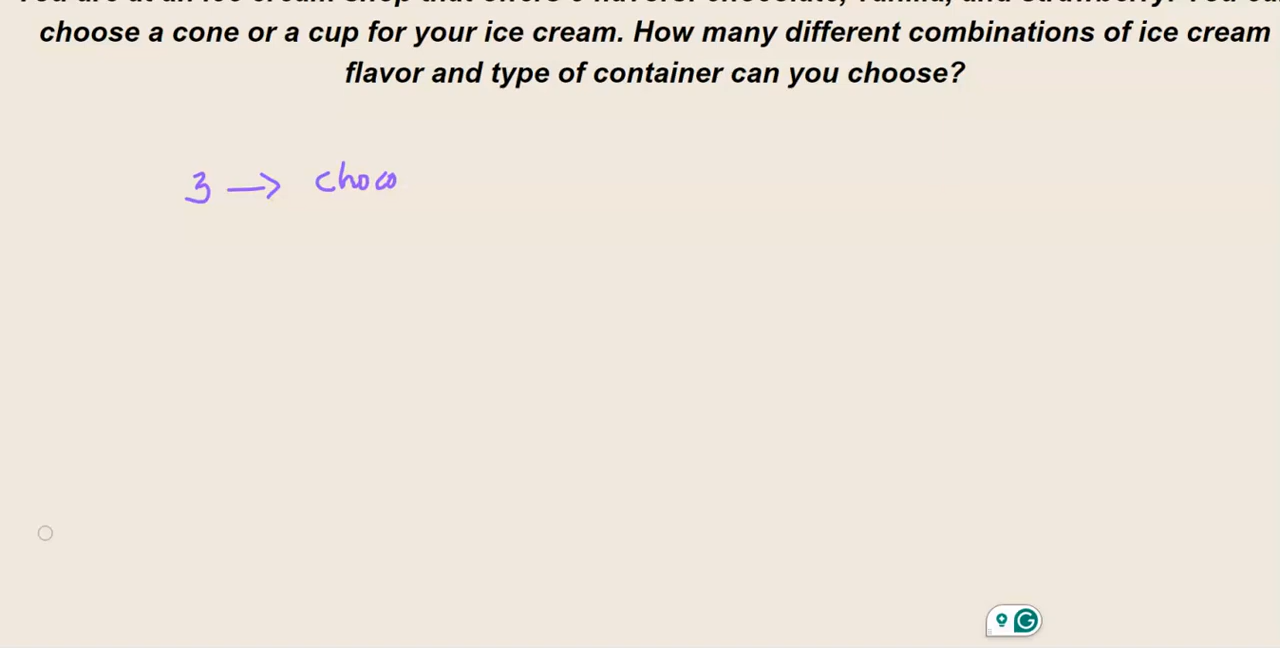 choose a cone or a cup for your ice cream. How many different combinations of ice cream
flavor and type of container can you choose?
3 → choco